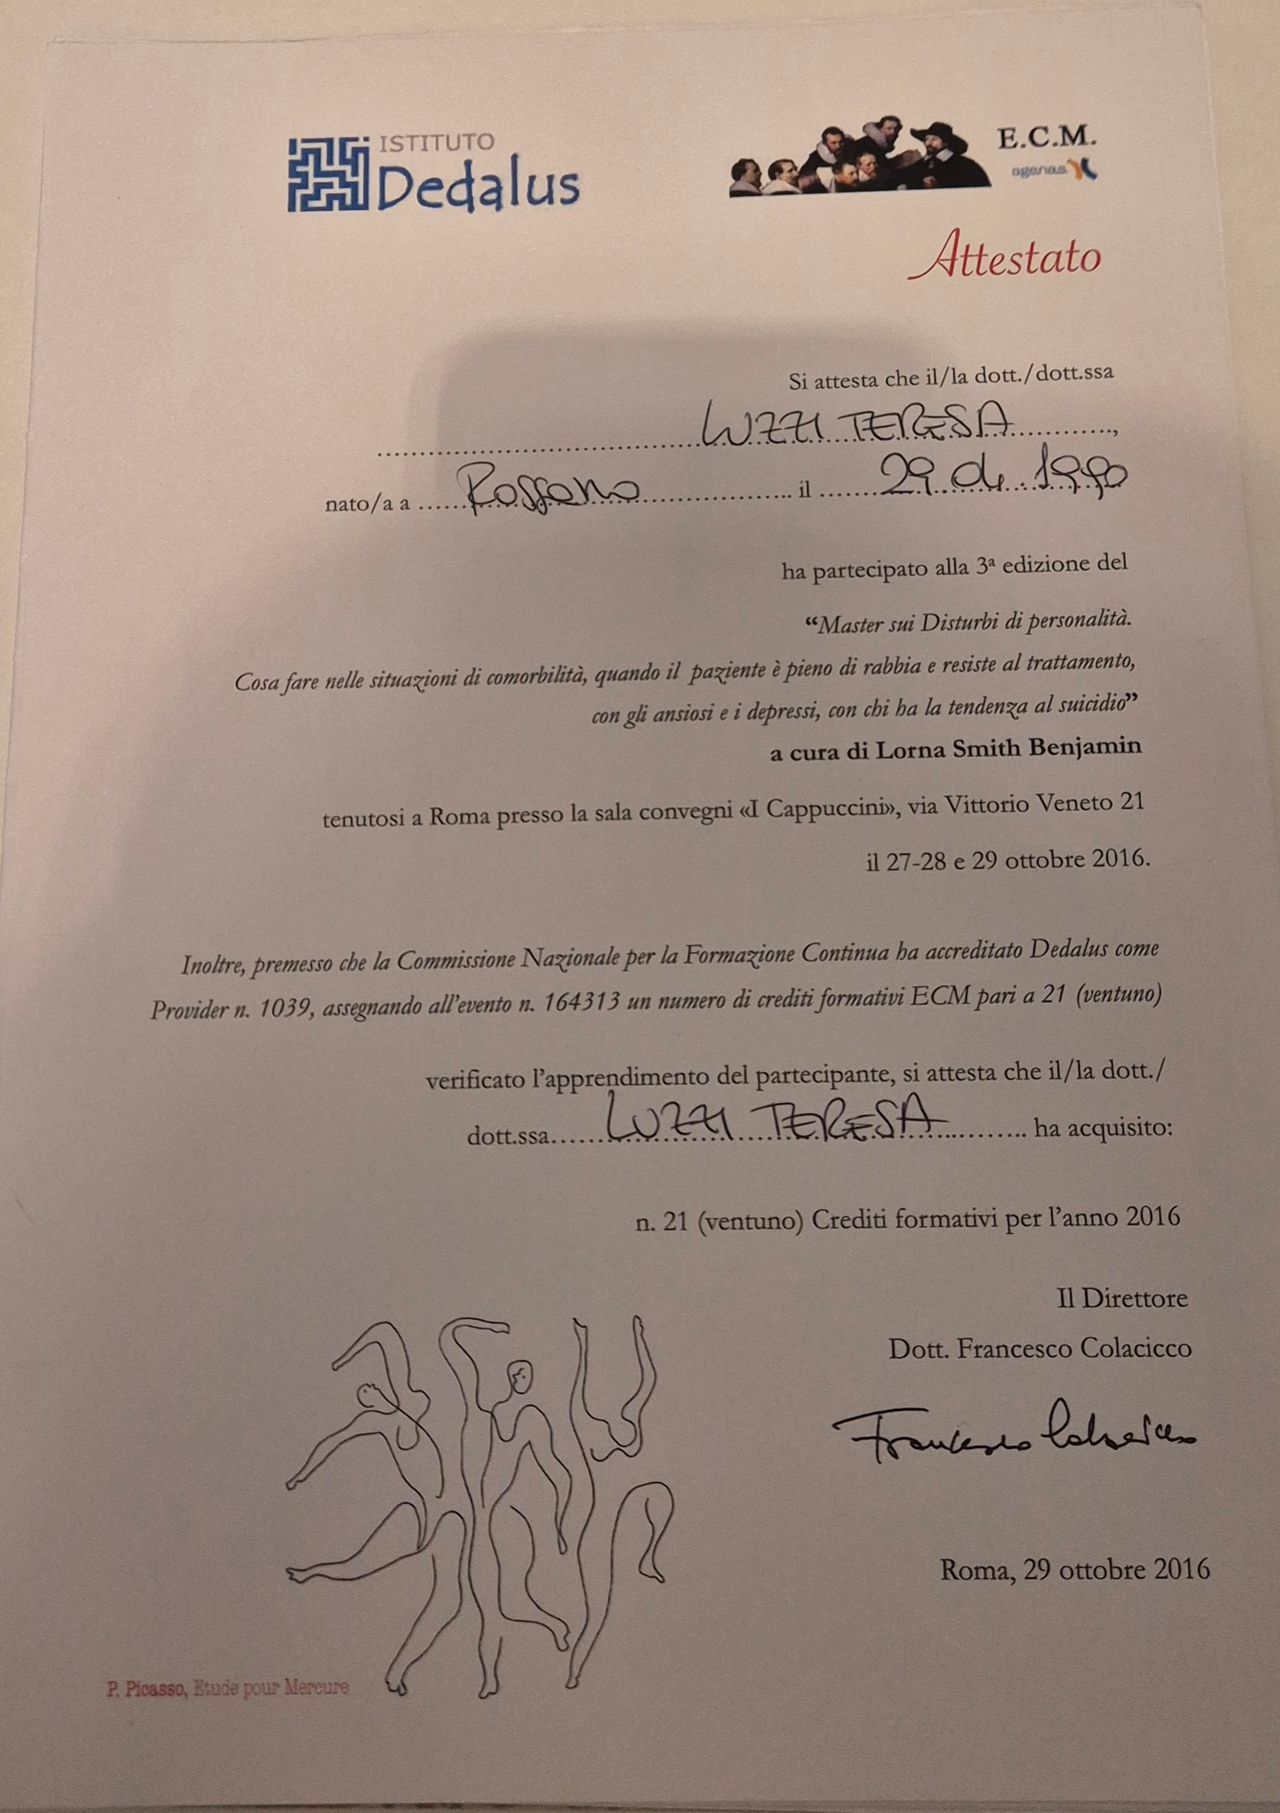 ISTITUTO
Dedalus
E.C.M.
agenas
Attestato
Si attesta che il/la dott./dott.ssa
LUZZI TERESA,
nato/a a Rossano il 29 01 1990
ha partecipato alla 3ª edizione del
“Master sui Disturbi di personalità.
Cosa fare nelle situazioni di comorbilità, quando il paziente è pieno di rabbia e resiste al trattamento,
con gli ansiosi e i depressi, con chi ha la tendenza al suicidio”
a cura di Lorna Smith Benjamin
tenutosi a Roma presso la sala convegni «I Cappuccini», via Vittorio Veneto 21
il 27-28 e 29 ottobre 2016.
Inoltre, premesso che la Commissione Nazionale per la Formazione Continua ha accreditato Dedalus come
Provider n. 1039, assegnando all’evento n. 164313 un numero di crediti formativi ECM pari a 21 (ventuno)
verificato l’apprendimento del partecipante, si attesta che il/la dott./
dott.ssa......LUZZI TERESA......... ha acquisito:
n. 21 (ventuno) Crediti formativi per l’anno 2016
Il Direttore
Dott. Francesco Colacicco
Francesco Colacicco
Roma, 29 ottobre 2016
P. Picasso, Etude pour Mercure